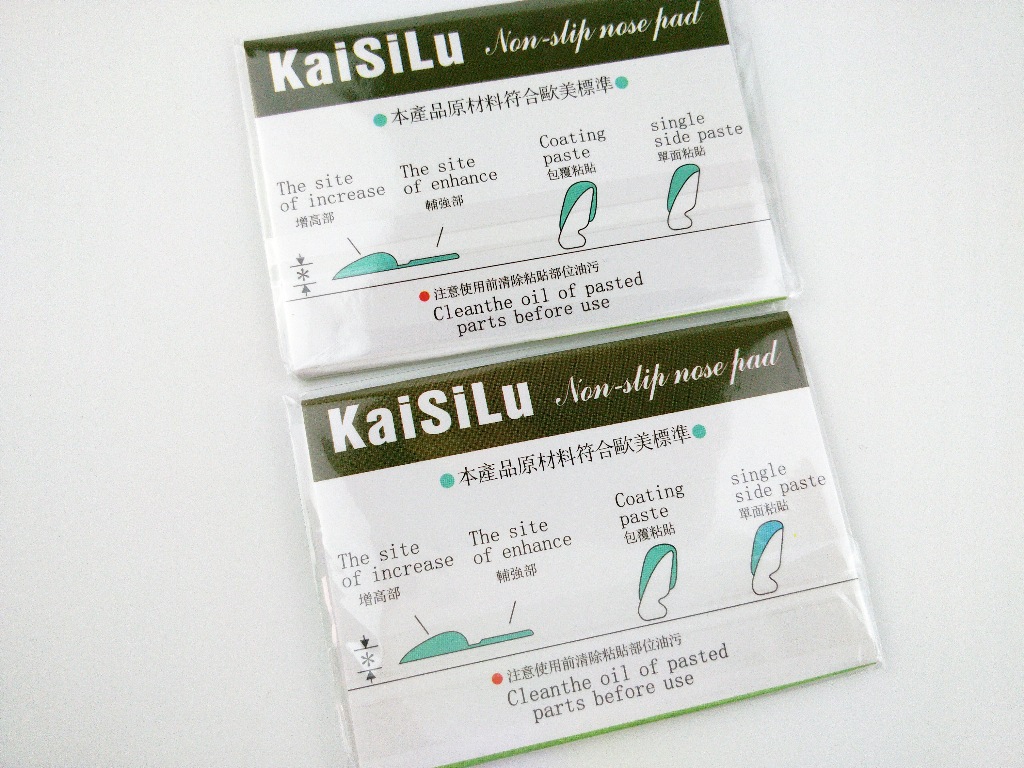 KaiSiLu Non-slip nose pad
本產品原材料符合歐美標準
The site
of increase
增高部
The site
of enhance
輔強部
Coating
paste
包覆粘貼
single
side paste
單面粘貼
*
注意使用前清除粘貼部位油污
Cleanthe oil of pasted
parts before use
KaiSiLu Non-slip nose pad
本產品原材料符合歐美標準
The site
of increase
增高部
The site
of enhance
輔強部
Coating
paste
包覆粘貼
single
side paste
單面粘貼
*
注意使用前清除粘貼部位油污
Cleanthe oil of pasted
parts before use